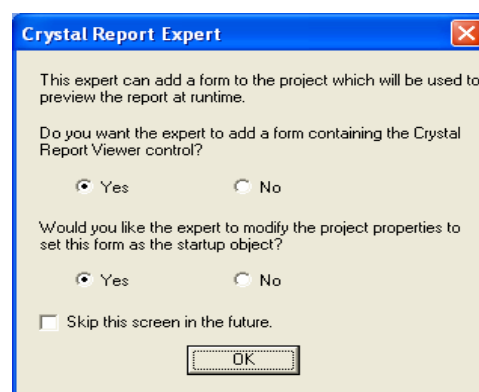 Crystal Report Expert
This expert can add a form to the project which will be used to
preview the report at runtime.
Do you want the expert to add a form containing the Crystal
Report Viewer control?
Yes No
Would you like the expert to modify the project properties to
set this form as the startup object?
Yes No
Skip this screen in the future.
OK